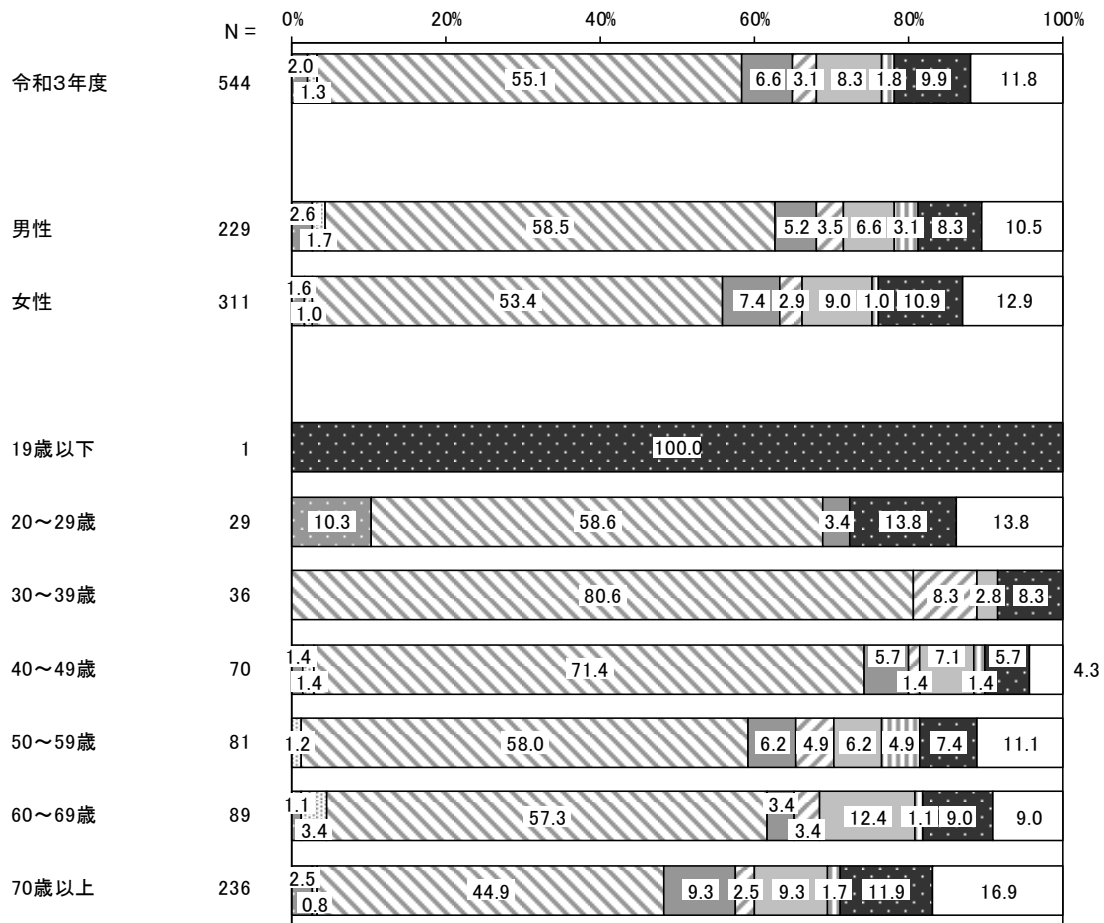 N = 0% 20% 40% 60% 80% 100%
令和3年度 544 2.0 1.3 55.1 6.6 3.1 8.3 1.8 9.9 11.8
男性 229 2.6 1.7 58.5 5.2 3.5 6.6 3.1 8.3 10.5
女性 311 1.6 1.0 53.4 7.4 2.9 9.0 1.0 10.9 12.9
19歳以下 1 100.0
20～29歳 29 10.3 58.6 3.4 13.8 13.8
30～39歳 36 80.6 8.3 2.8 8.3
40～49歳 70 1.4 1.4 71.4 5.7 1.4 7.1 1.4 5.7 4.3
50～59歳 81 1.2 58.0 6.2 4.9 6.2 4.9 7.4 11.1
60～69歳 89 1.1 3.4 57.3 3.4 3.4 12.4 1.1 9.0 9.0
70歳以上 236 2.5 0.8 44.9 9.3 2.5 9.3 1.7 11.9 16.9